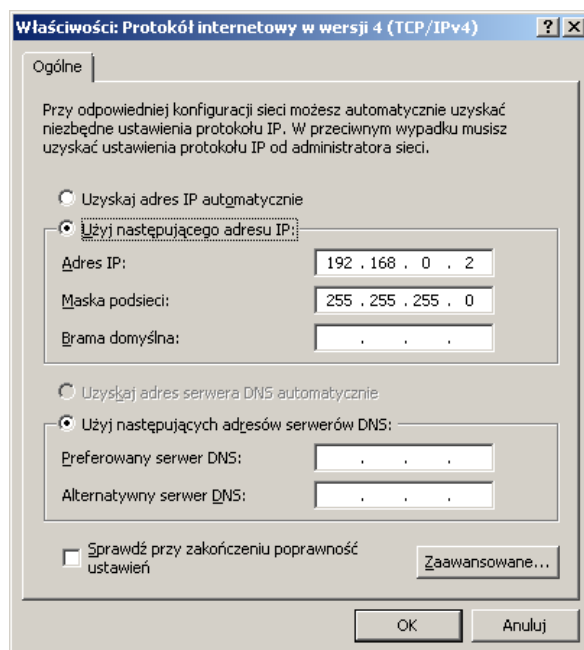 Właściwości: Protokół internetowy w wersji 4 (TCP/IPv4)
Ogólne
Przy odpowiedniej konfiguracji sieci możesz automatycznie uzyskać
niezbędne ustawienia protokołu IP. W przeciwnym wypadku musisz
uzyskać ustawienia protokołu IP od administratora sieci.
Uzyskaj adres IP automatycznie
Użyj następującego adresu IP:
Adres IP: 192 . 168 . 0 . 2
Maska podsieci: 255 . 255 . 255 . 0
Brama domyślna: . . .
Uzyskaj adres serwera DNS automatycznie
Użyj następujących adresów serwerów DNS:
Preferowany serwer DNS: . . .
Alternatywny serwer DNS: . . .
Sprawdź przy zakończeniu poprawność
ustawień
Zaawansowane...
OK Anuluj